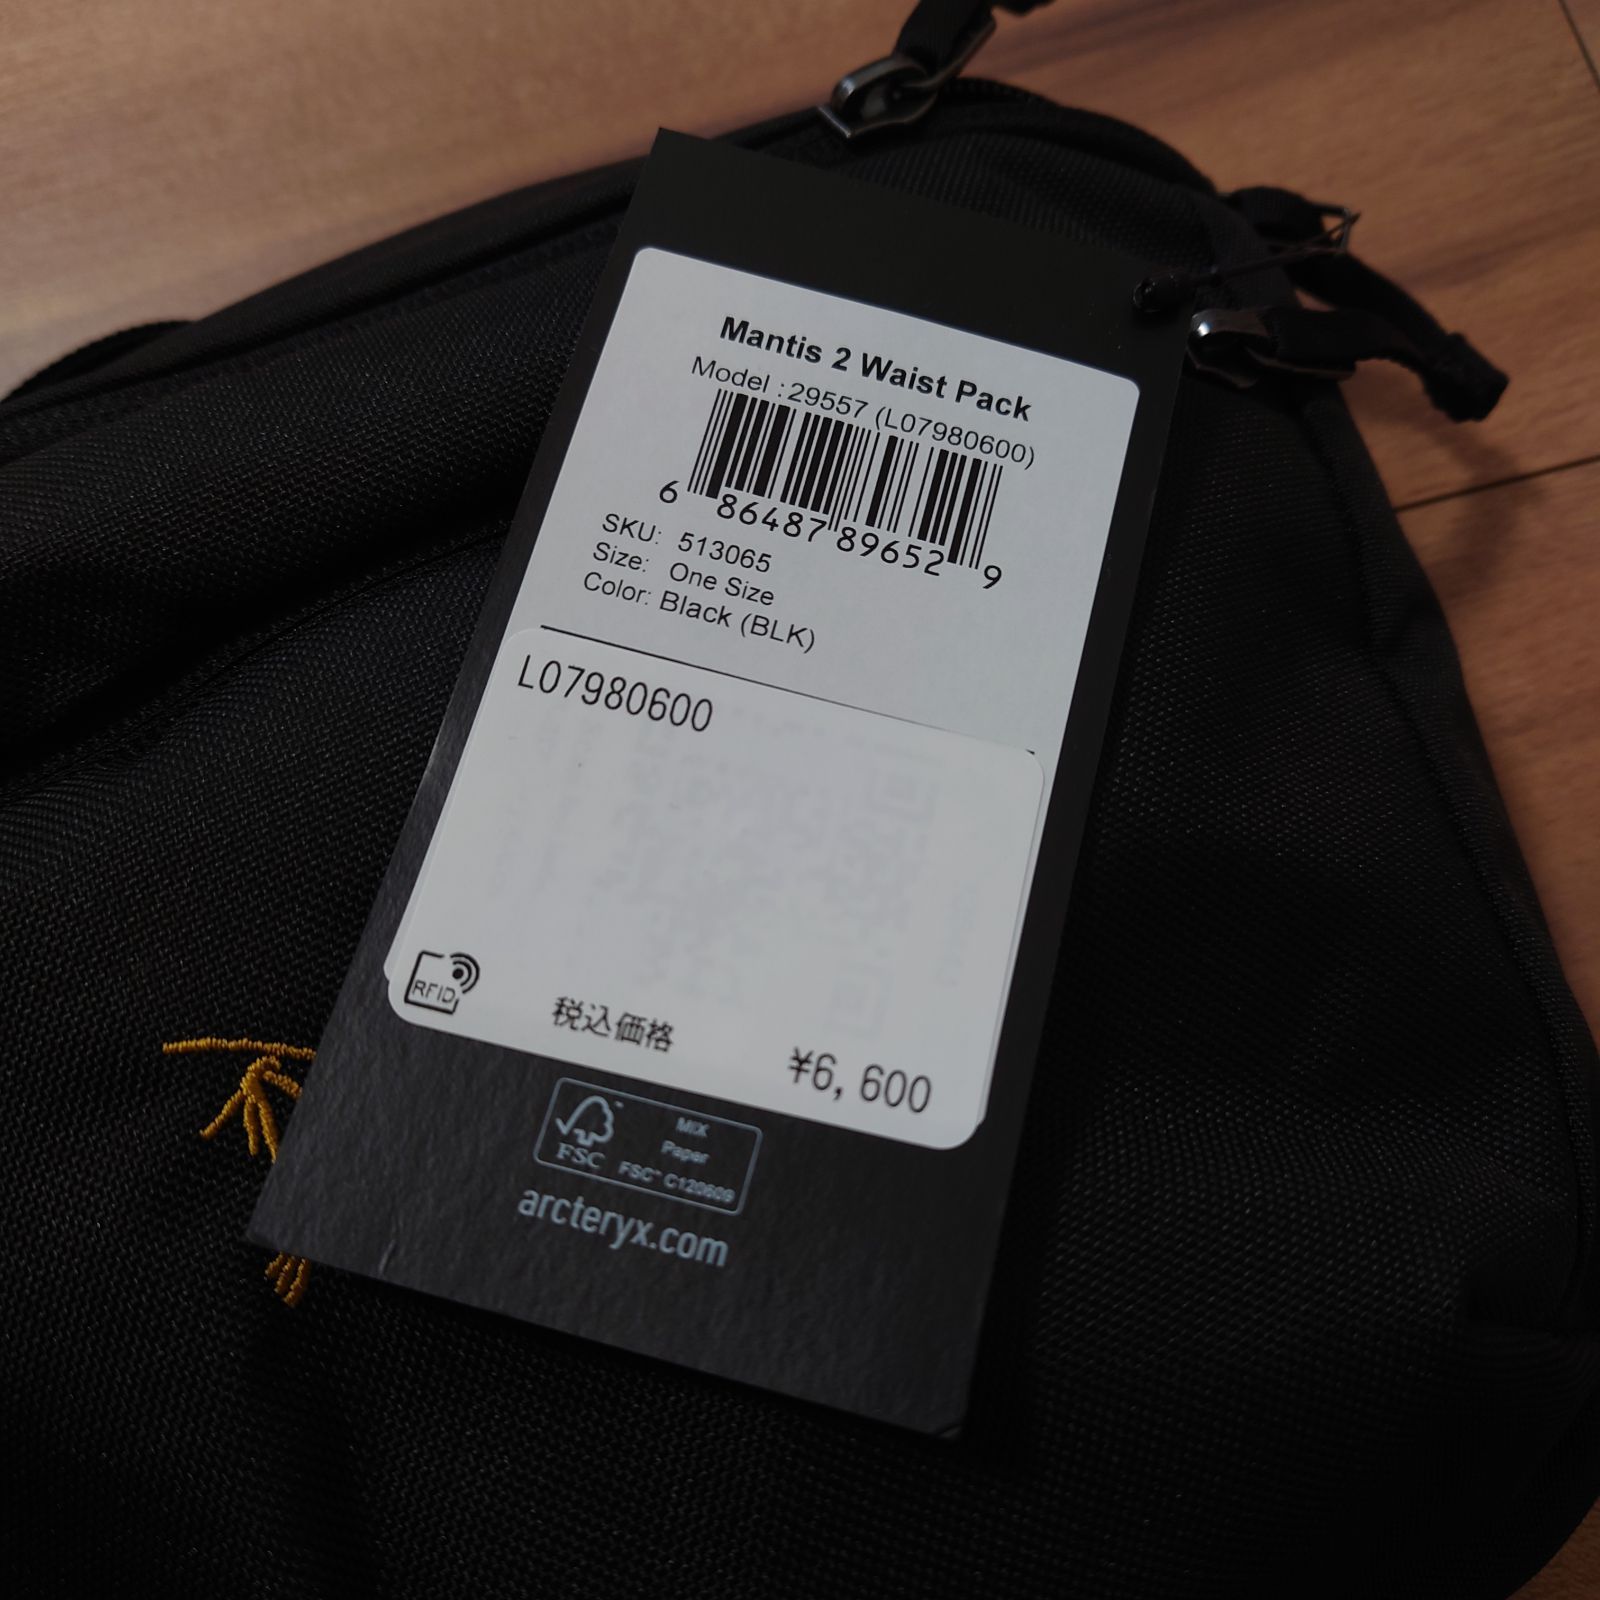 Mantis 2 Waist Pack
Model :29557 (L07980600)
6 86487 89652 9
SKU: 513065
Size: One Size
Color: Black (BLK)
L07980600
RFID
税込価格 ¥6,600
FSC
MIX
Paper
FSC® C120609
arcteryx.com